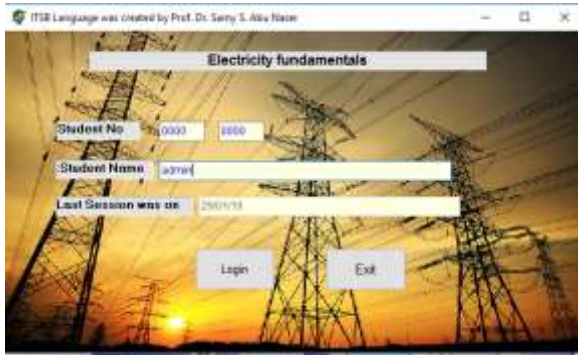 ITSB Language was created by Prof. Dr. Samy S. Abu Naser
Electricity fundamentals
Student No 0000 0000
:Student Name admin
Last Session was on
Login Exit